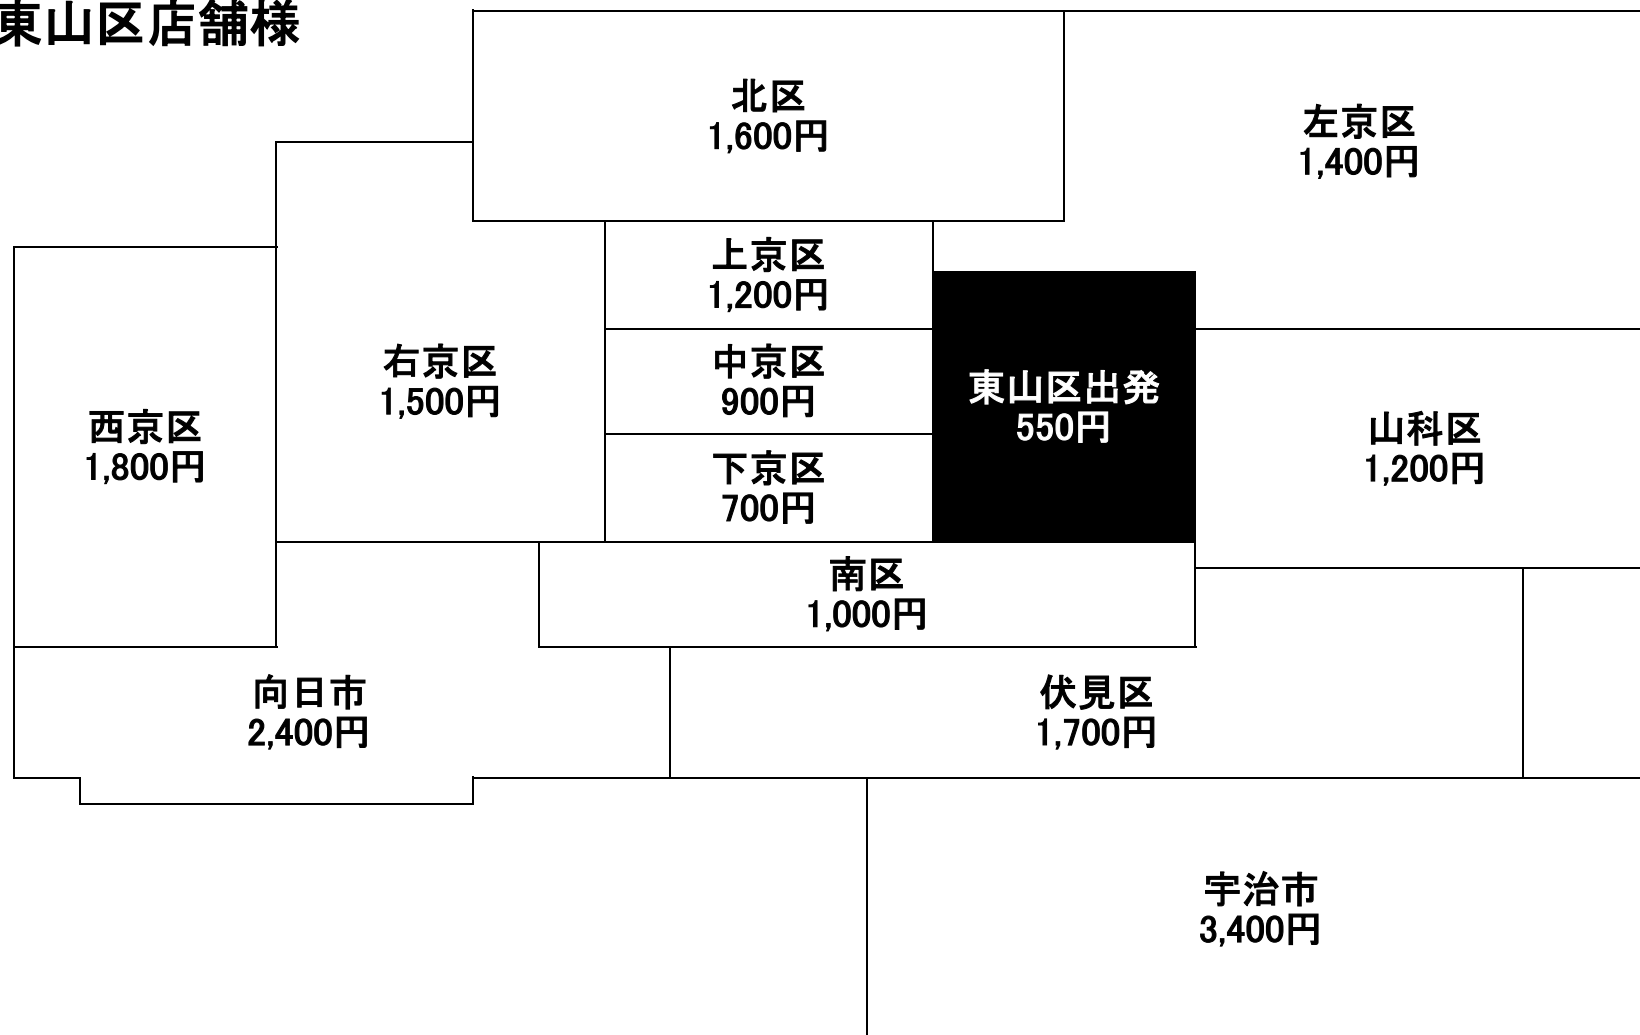 東山区店舗様
北区
1,600円
左京区
1,400円
上京区
1,200円
右京区
1,500円
中京区
900円
東山区出発
550円
西京区
1,800円
山科区
1,200円
下京区
700円
南区
1,000円
向日市
2,400円
伏見区
1,700円
宇治市
3,400円